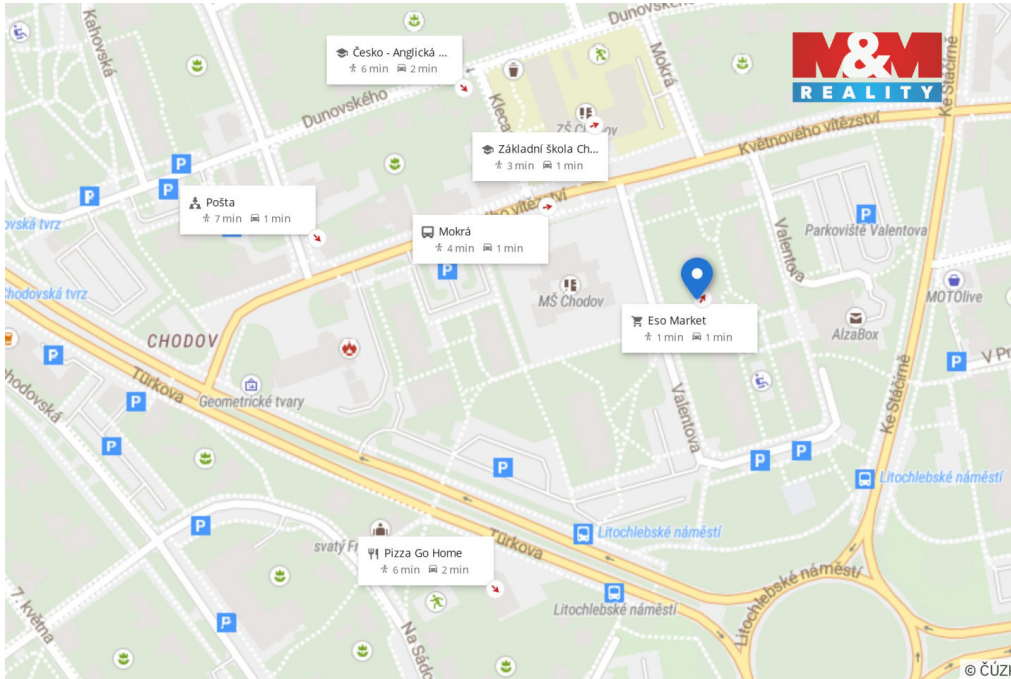 Kahovská
Dunovského
Mokrá
Ke Stáčírně
M&M
REALITY
Česko - Anglická ...
6 min 2 min
Dunovského
Kleca
ZŠ Chodov
Květnového vítězství
Základní škola Ch...
3 min 1 min
P
P
P
Pošta
7 min 1 min
ovská tvrz
ho vítězství
Mokrá
4 min 1 min
P
Valentova
P
Parkoviště Valentova
Chodovská tvrz
P
MŠ Chodov
MOTOlive
Eso Market
1 min 1 min
AlzaBox
CHODOV
P
P
V Pr
Türkova
P
Geometrické tvary
hodovská
Valentova
Ke Stáčírně
P
P
P
P
Litochlebské náměstí
P
Türkova
Litochlebské náměstí
svatý Fr
Pizza Go Home
6 min 2 min
Litochlebské náměstí
Litochlebské náměstí
7. května
P
Na Sádc
© ČÚZK